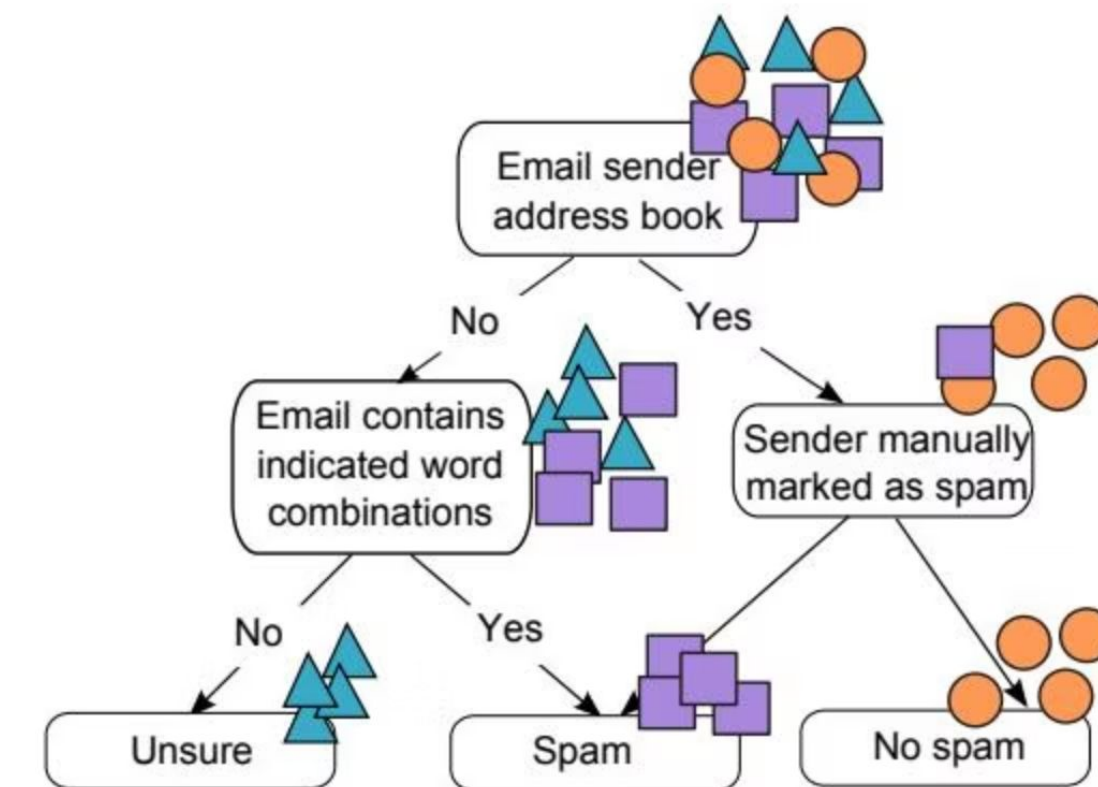 Email sender
address book
No
Yes
Email contains
indicated word
combinations
Sender manually
marked as spam
No
Yes
Unsure
Spam
No spam